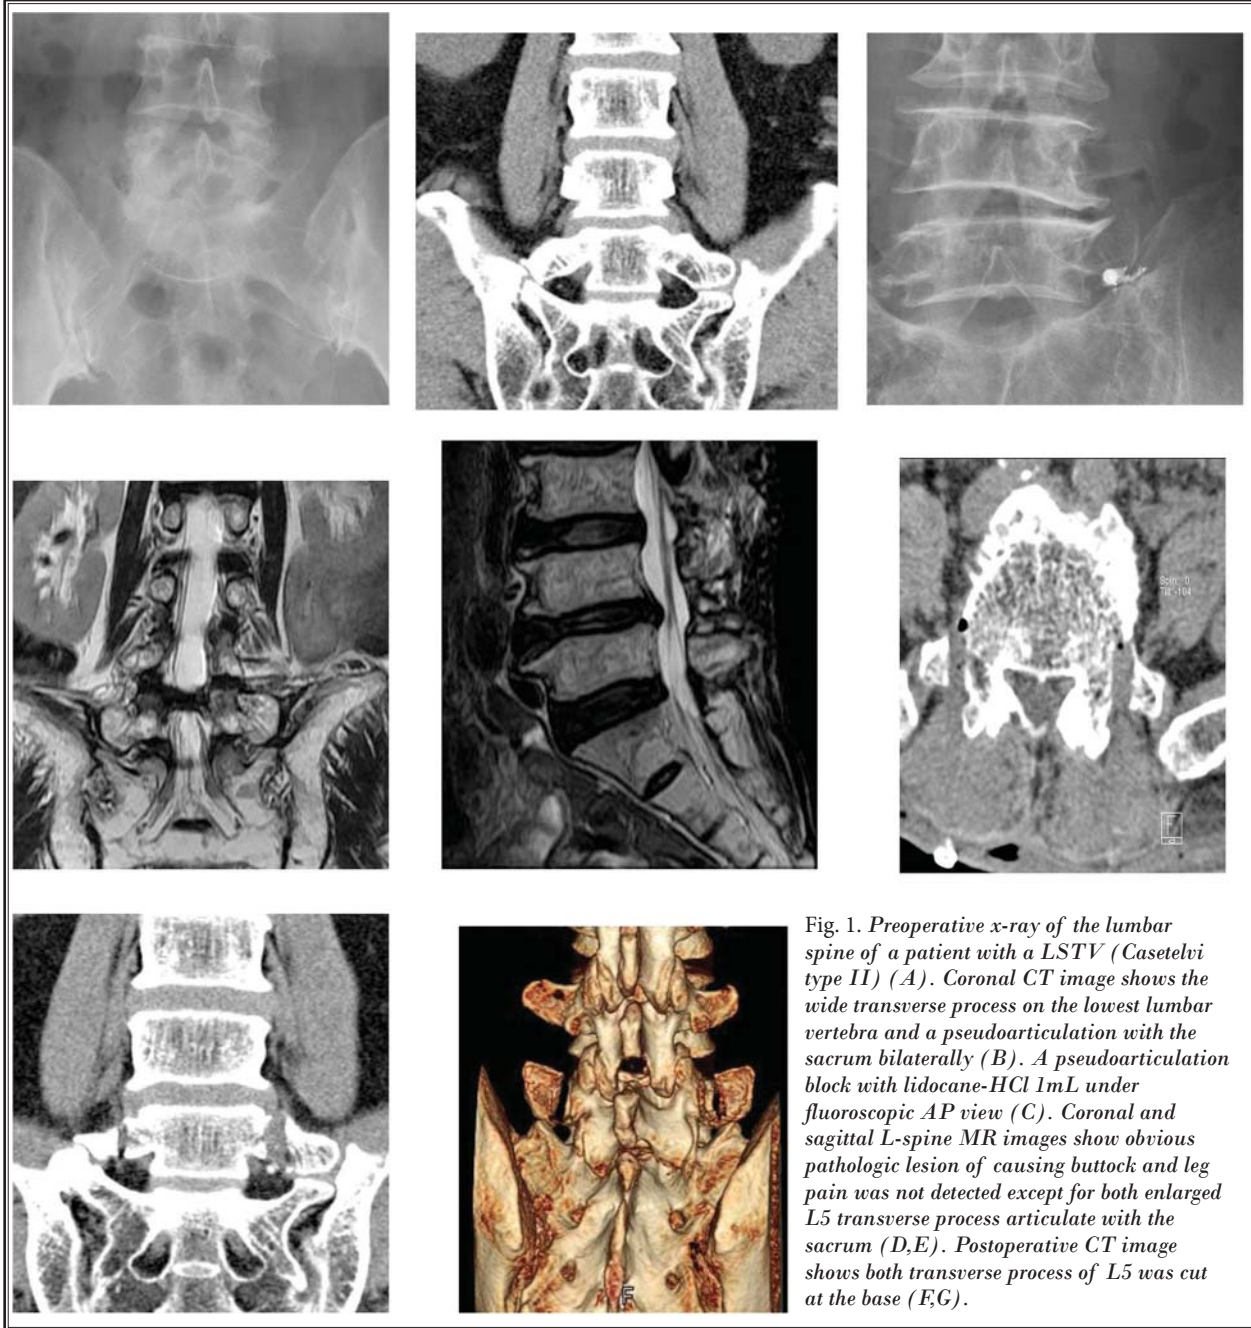 Spin: 0
Tilt: -104
F
F
Fig. 1. Preoperative x-ray of the lumbar
spine of a patient with a LSTV (Casetelvi
type II) (A). Coronal CT image shows the
wide transverse process on the lowest lumbar
vertebra and a pseudoarticulation with the
sacrum bilaterally (B). A pseudoarticulation
block with lidocane-HCl 1mL under
fluoroscopic AP view (C). Coronal and
sagittal L-spine MR images show obvious
pathologic lesion of causing buttock and leg
pain was not detected except for both enlarged
L5 transverse process articulate with the
sacrum (D,E). Postoperative CT image
shows both transverse process of L5 was cut
at the base (F,G).